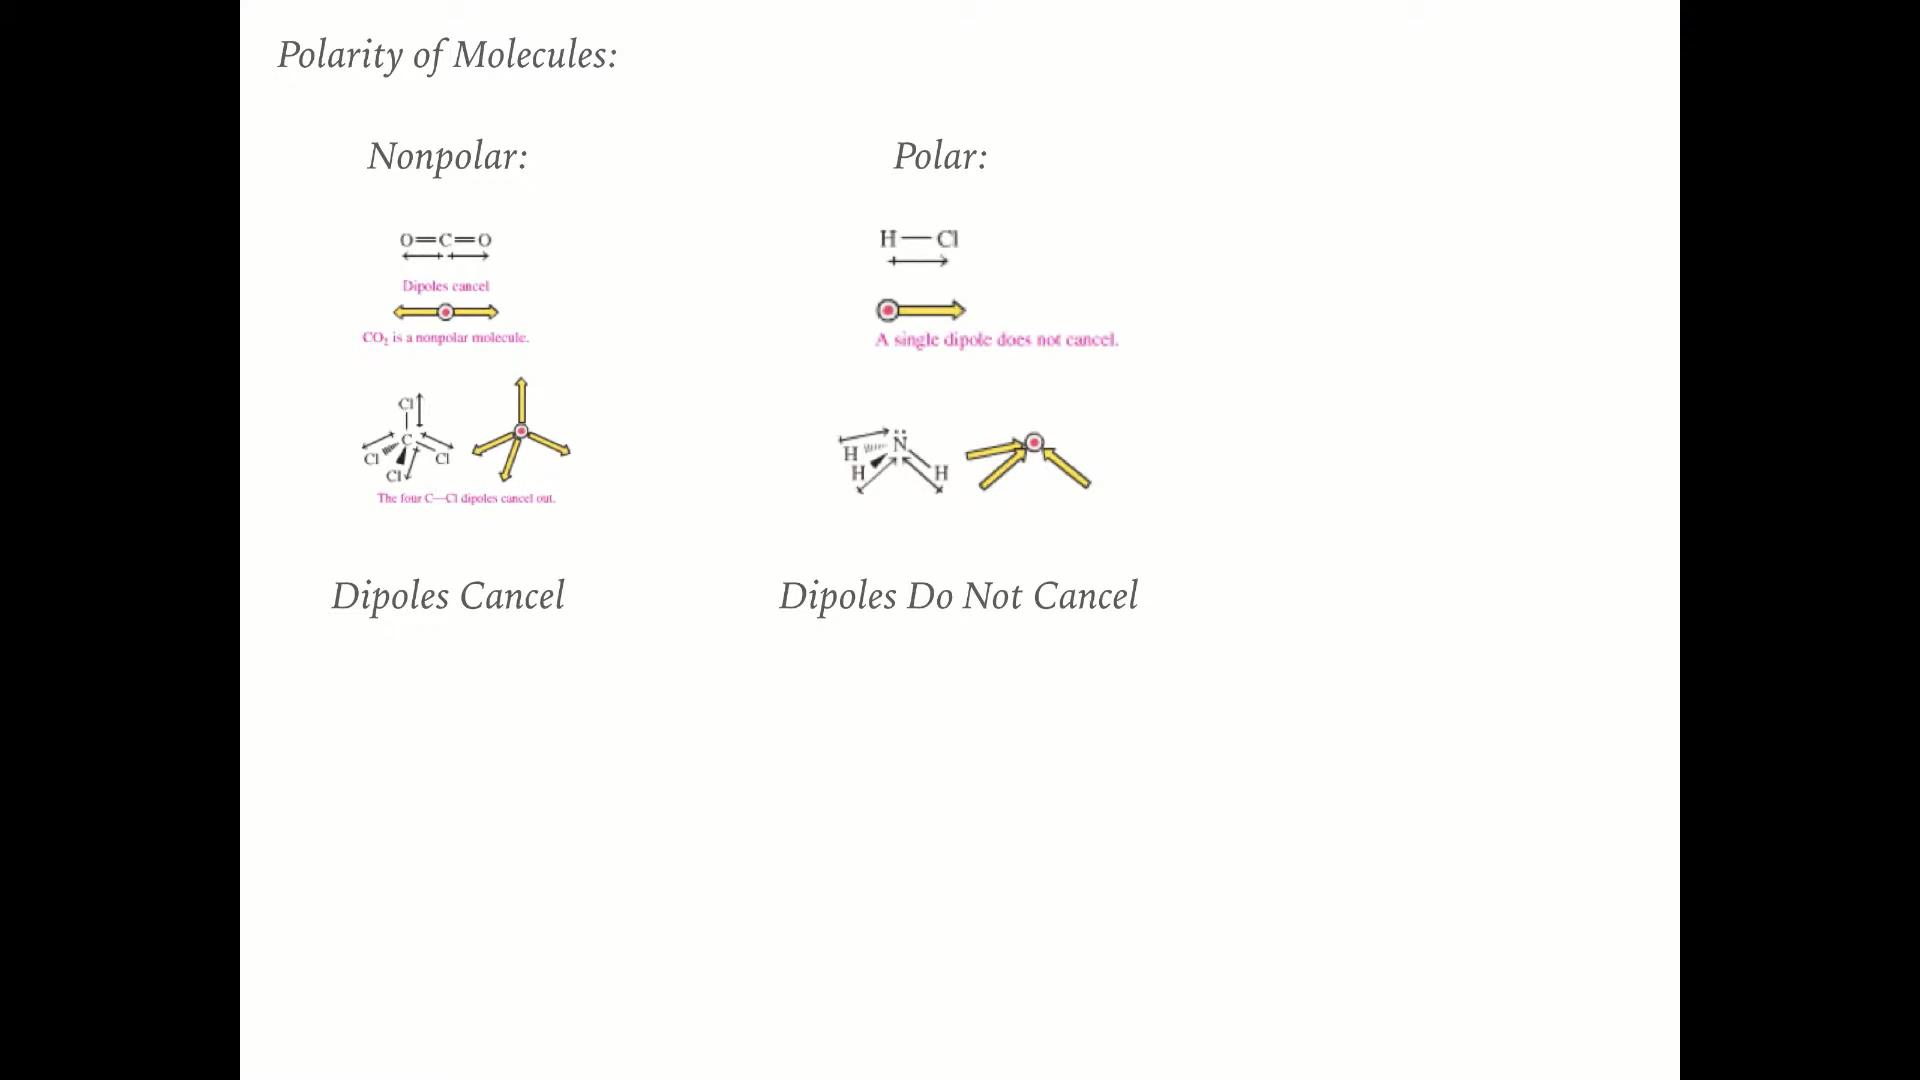 Polarity of Molecules:
Nonpolar:
O=C=O
Dipoles cancel
CO₂ is a nonpolar molecule.
Cl
C
Cl
Cl
Cl
The four C—Cl dipoles cancel out.
Dipoles Cancel
Polar:
H—Cl
A single dipole does not cancel.
N
H
H
H
Dipoles Do Not Cancel